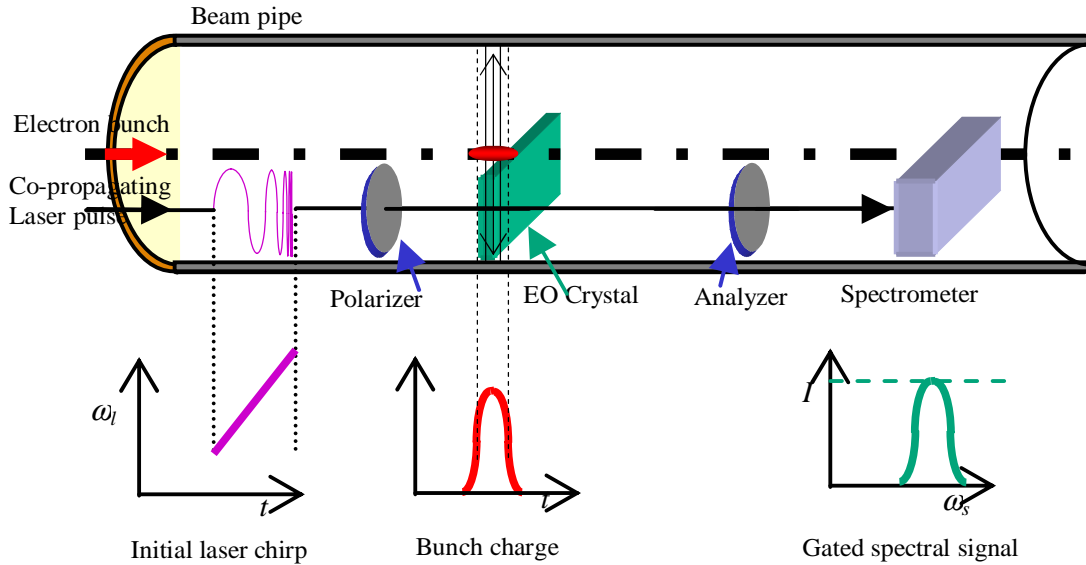 Beam pipe
Electron bunch
Co-propagating
Laser pulse
Polarizer
EO Crystal
Analyzer
Spectrometer
ω_l
t
t
I
ω_s
Initial laser chirp
Bunch charge
Gated spectral signal